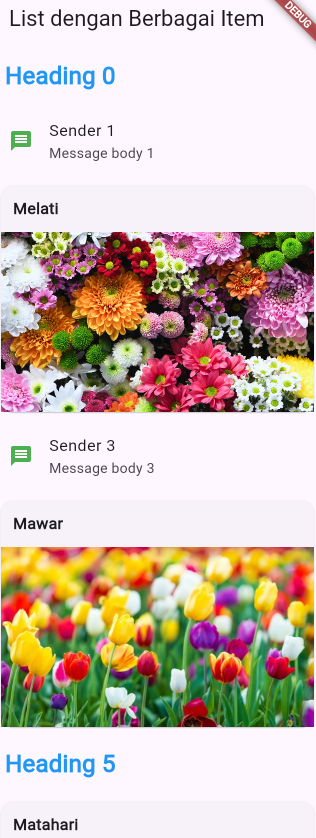 List dengan Berbagai Item
DEBUG
Heading 0
Sender 1
Message body 1
Melati
Sender 3
Message body 3
Mawar
Heading 5
Matahari